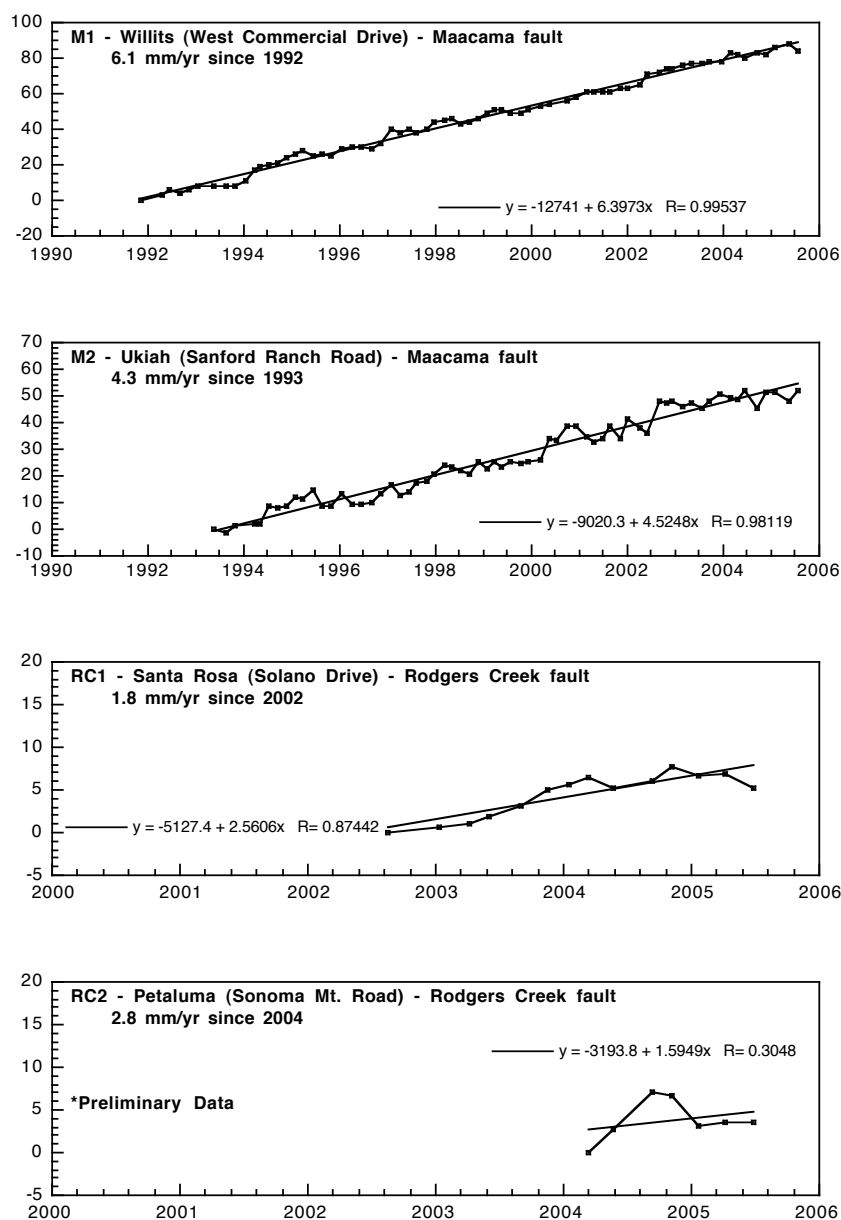 M1 - Willits (West Commercial Drive) - Maacama fault
6.1 mm/yr since 1992
100
80
60
40
20
0
-20
y = -12741 + 6.3973x R= 0.99537
1990 1992 1994 1996 1998 2000 2002 2004 2006
M2 - Ukiah (Sanford Ranch Road) - Maacama fault
4.3 mm/yr since 1993
70
60
50
40
30
20
10
0
-10
y = -9020.3 + 4.5248x R= 0.98119
1990 1992 1994 1996 1998 2000 2002 2004 2006
RC1 - Santa Rosa (Solano Drive) - Rodgers Creek fault
1.8 mm/yr since 2002
20
15
10
5
0
-5
y = -5127.4 + 2.5606x R= 0.87442
2000 2001 2002 2003 2004 2005 2006
RC2 - Petaluma (Sonoma Mt. Road) - Rodgers Creek fault
2.8 mm/yr since 2004
20
15
10
5
0
-5
y = -3193.8 + 1.5949x R= 0.3048
*Preliminary Data
2000 2001 2002 2003 2004 2005 2006